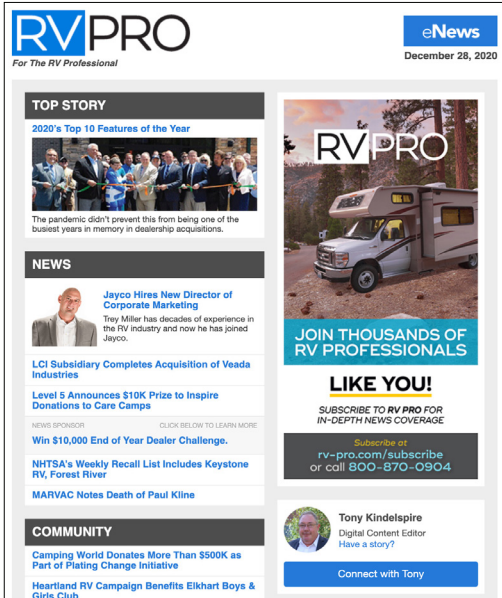 RVPRO
For The RV Professional
eNews
December 28, 2020
TOP STORY
2020's Top 10 Features of the Year
The pandemic didn't prevent this from being one of the
busiest years in memory in dealership acquisitions.
NEWS
Jayco Hires New Director of
Corporate Marketing
Trey Miller has decades of experience in
the RV industry and now he has joined
Jayco.
LCI Subsidiary Completes Acquisition of Veada
Industries
Level 5 Announces $10K Prize to Inspire
Donations to Care Camps
NEWS SPONSOR CLICK BELOW TO LEARN MORE
Win $10,000 End of Year Dealer Challenge.
NHTSA's Weekly Recall List Includes Keystone
RV, Forest River
MARVAC Notes Death of Paul Kline
COMMUNITY
Camping World Donates More Than $500K as
Part of Plating Change Initiative
Heartland RV Campaign Benefits Elkhart Boys &
Girls Club
RVPRO
JOIN THOUSANDS OF
RV PROFESSIONALS
LIKE YOU!
SUBSCRIBE TO RV PRO FOR
IN-DEPTH NEWS COVERAGE
Subscribe at
rv-pro.com/subscribe
or call 800-870-0904
Tony Kindelspire
Digital Content Editor
Have a story?
Connect with Tony